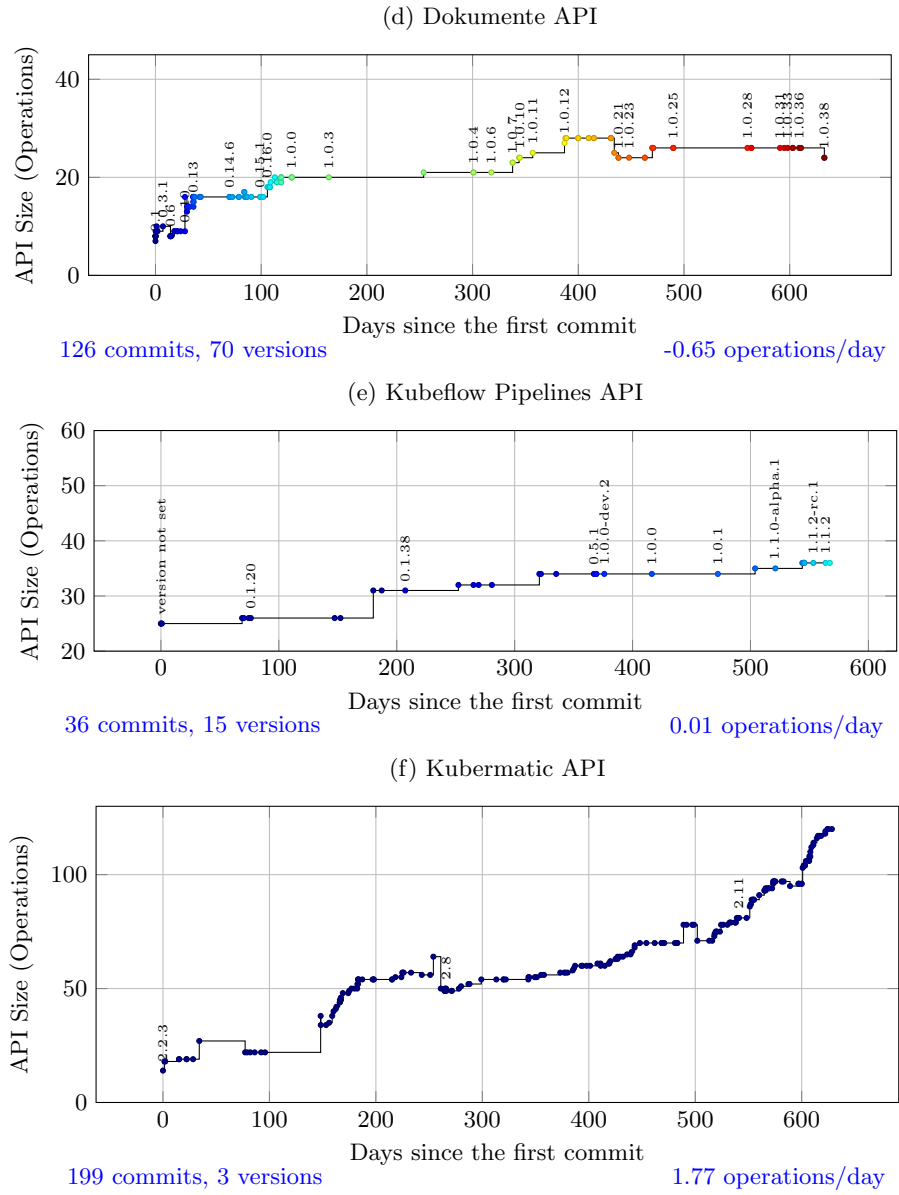 (d) Dokumente API
API Size (Operations)
40
20
0
0.1
0.3.1
0.6
0.13
0.14.6
0.15.1
0.16.0
1.0.0
1.0.3
1.0.4
1.0.6
1.0.7
1.0.10
1.0.11
1.0.12
1.0.21
1.0.23
1.0.25
1.0.28
1.0.31
1.0.33
1.0.36
1.0.38
0 100 200 300 400 500 600
Days since the first commit
126 commits, 70 versions
-0.65 operations/day
(e) Kubeflow Pipelines API
API Size (Operations)
60
50
40
30
20
version not set
0.1.20
0.1.38
0.5.1
1.0.0-dev.2
1.0.0
1.0.1
1.1.0-alpha.1
1.1.2-rc.1
1.1.2
0 100 200 300 400 500 600
Days since the first commit
36 commits, 15 versions
0.01 operations/day
(f) Kubermatic API
API Size (Operations)
100
50
0
2.2.3
2.8
2.11
0 100 200 300 400 500 600
Days since the first commit
199 commits, 3 versions
1.77 operations/day